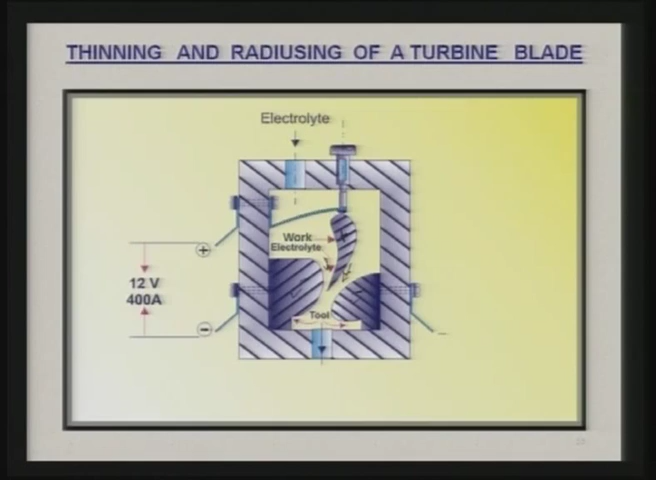 THINNING AND RADIUSING OF A TURBINE BLADE
Electrolyte
Work
Electrolyte
+
12 V
400A
−
Tool